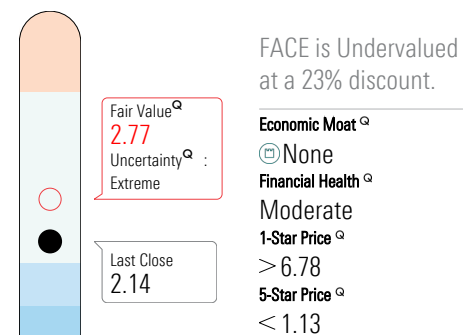 FACE is Undervalued
at a 23% discount.
Fair Value Q
2.77
Uncertainty Q :
Extreme
Last Close
2.14
Economic Moat Q
None
Financial Health Q
Moderate
1-Star Price Q
>6.78
5-Star Price Q
<1.13